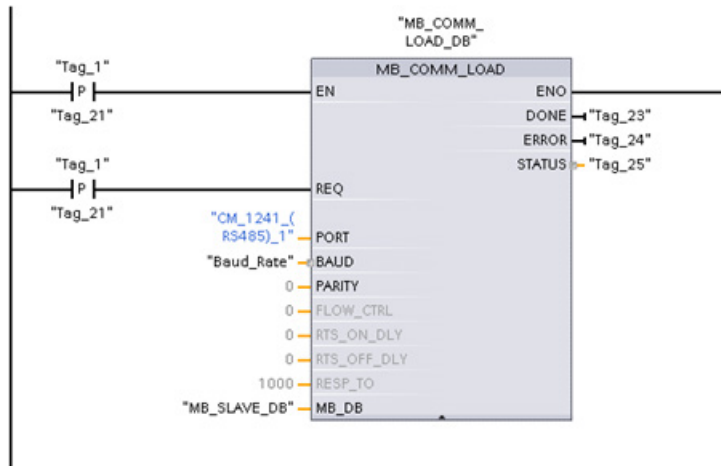 "MB_COMM_
LOAD_DB"
MB_COMM_LOAD
"Tag_1"
P
"Tag_21"
EN
ENO
DONE
"Tag_23"
ERROR
"Tag_24"
STATUS
"Tag_25"
"Tag_1"
P
"Tag_21"
REQ
"CM_1241_(
RS485)_1"
PORT
"Baud_Rate"
BAUD
0
PARITY
0
FLOW_CTRL
0
RTS_ON_DLY
0
RTS_OFF_DLY
1000
RESP_TO
"MB_SLAVE_DB"
MB_DB